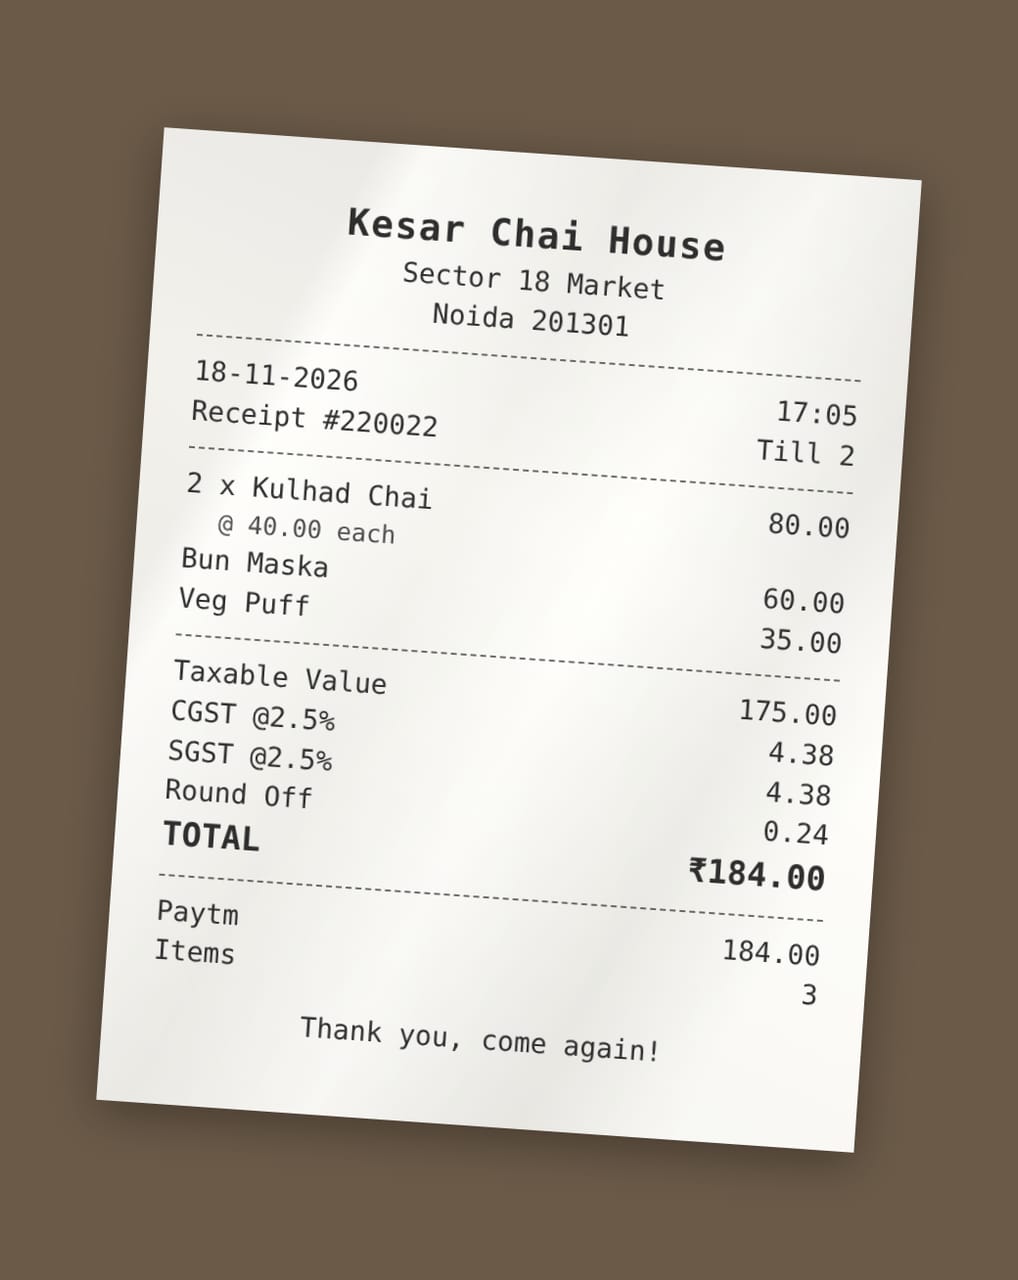 Kesar Chai House
Sector 18 Market
Noida 201301
18-11-2026 17:05
Receipt #220022 Till 2
2 x Kulhad Chai 80.00
@ 40.00 each
Bun Maska 60.00
Veg Puff 35.00
Taxable Value 175.00
CGST @2.5% 4.38
SGST @2.5% 4.38
Round Off 0.24
TOTAL ₹184.00
Paytm 184.00
Items 3
Thank you, come again!